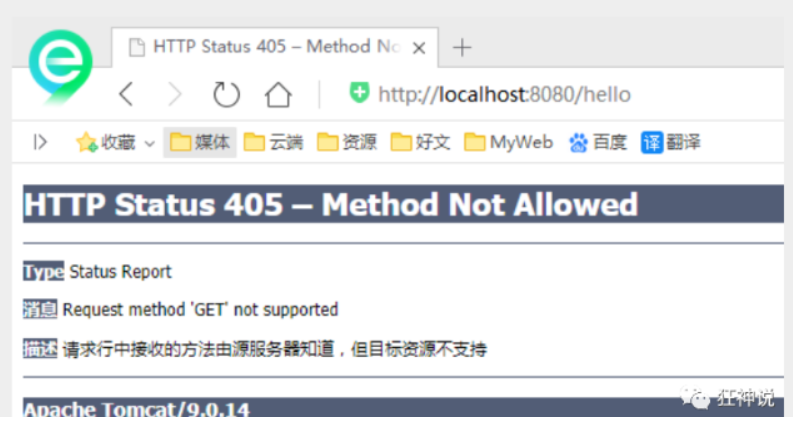 HTTP Status 405 – Method No
http://localhost:8080/hello
收藏 媒体 云端 资源 好文 MyWeb 百度 译 翻译
HTTP Status 405 – Method Not Allowed
Type Status Report
消息 Request method 'GET' not supported
描述 请求行中接收的方法由源服务器知道，但目标资源不支持
Apache Tomcat/9.0.14
狂神说